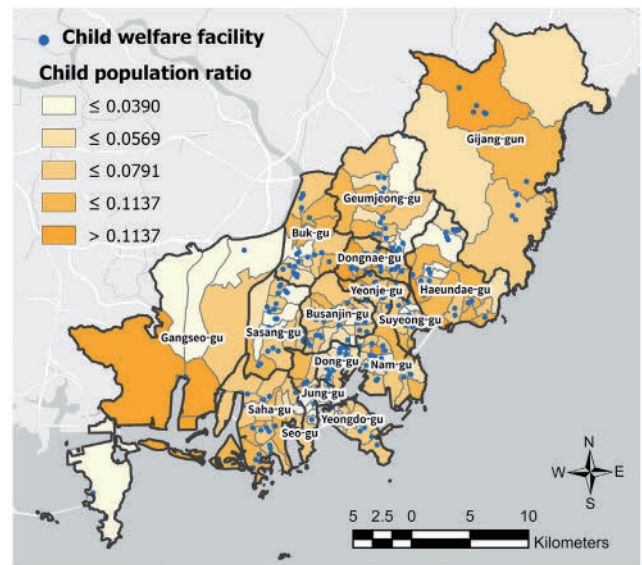 Child welfare facility
Child population ratio
≤ 0.0390
≤ 0.0569
≤ 0.0791
≤ 0.1137
> 0.1137
Gijang-gun
Geumjeong-gu
Buk-gu
Dongnae-gu
Yeonje-gu
Haeundae-gu
Busanjin-gu
Suyeong-gu
Gangseo-gu
Sasang-gu
Dong-gu
Nam-gu
Jung-gu
Saha-gu
Yeongdo-gu
Seo-gu
N
W E
S
5 2.5 0 5 10
Kilometers